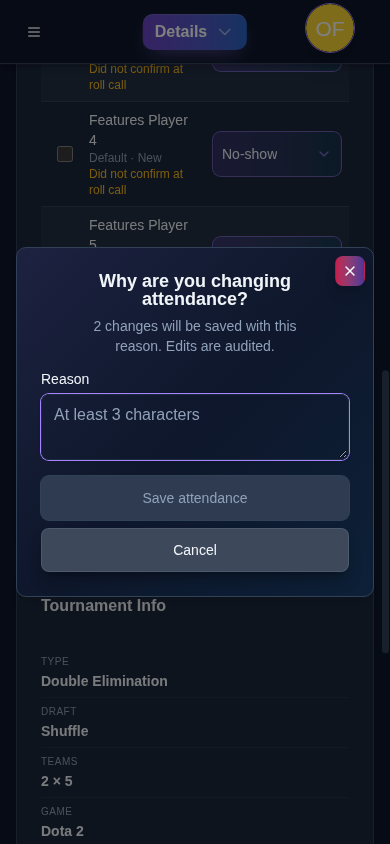 Details
OF
Did not confirm at
roll call
Features Player
4
Default · New
Did not confirm at
roll call
No-show
Features Player
5
Why are you changing
attendance?
2 changes will be saved with this
reason. Edits are audited.
Reason
At least 3 characters
Save attendance
Cancel
Tournament Info
TYPE
Double Elimination
DRAFT
Shuffle
TEAMS
2 × 5
GAME
Dota 2